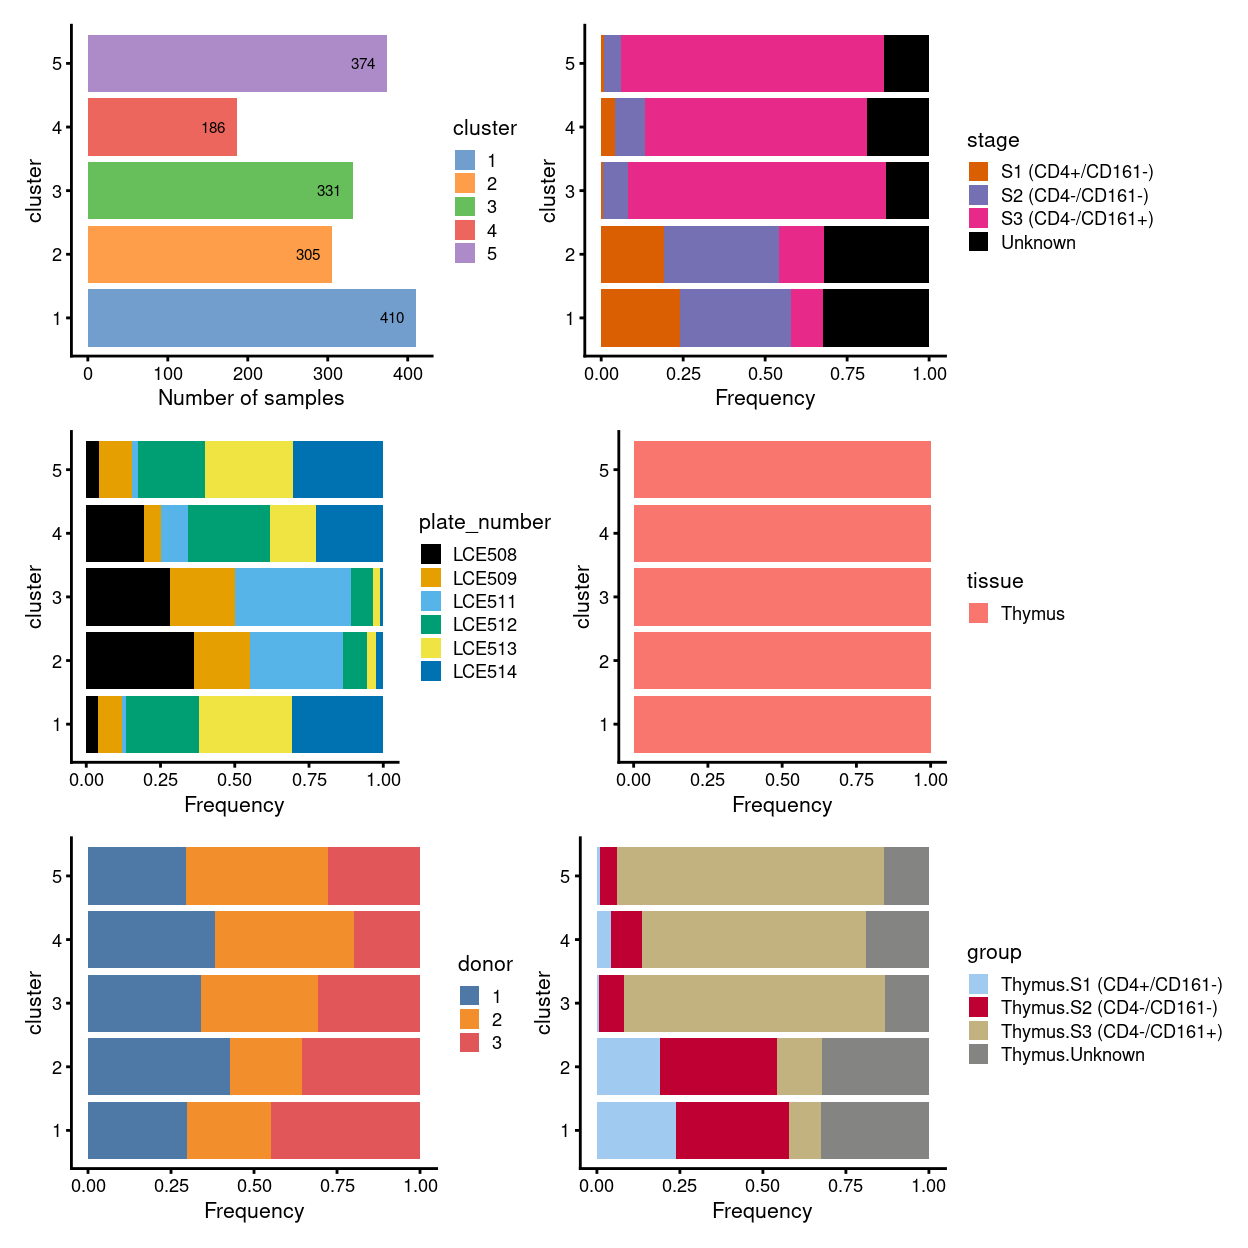 5
4
3
2
1
374
186
331
305
410
0
100
200
300
400
Number of samples
cluster
cluster
1
2
3
4
5
5
4
3
2
1
0.00
0.25
0.50
0.75
1.00
Frequency
cluster
stage
S1 (CD4+/CD161-)
S2 (CD4-/CD161-)
S3 (CD4-/CD161+)
Unknown
5
4
3
2
1
0.00
0.25
0.50
0.75
1.00
Frequency
cluster
plate_number
LCE508
LCE509
LCE511
LCE512
LCE513
LCE514
5
4
3
2
1
0.00
0.25
0.50
0.75
1.00
Frequency
cluster
tissue
Thymus
5
4
3
2
1
0.00
0.25
0.50
0.75
1.00
Frequency
cluster
donor
1
2
3
5
4
3
2
1
0.00
0.25
0.50
0.75
1.00
Frequency
cluster
group
Thymus.S1 (CD4+/CD161-)
Thymus.S2 (CD4-/CD161-)
Thymus.S3 (CD4-/CD161+)
Thymus.Unknown